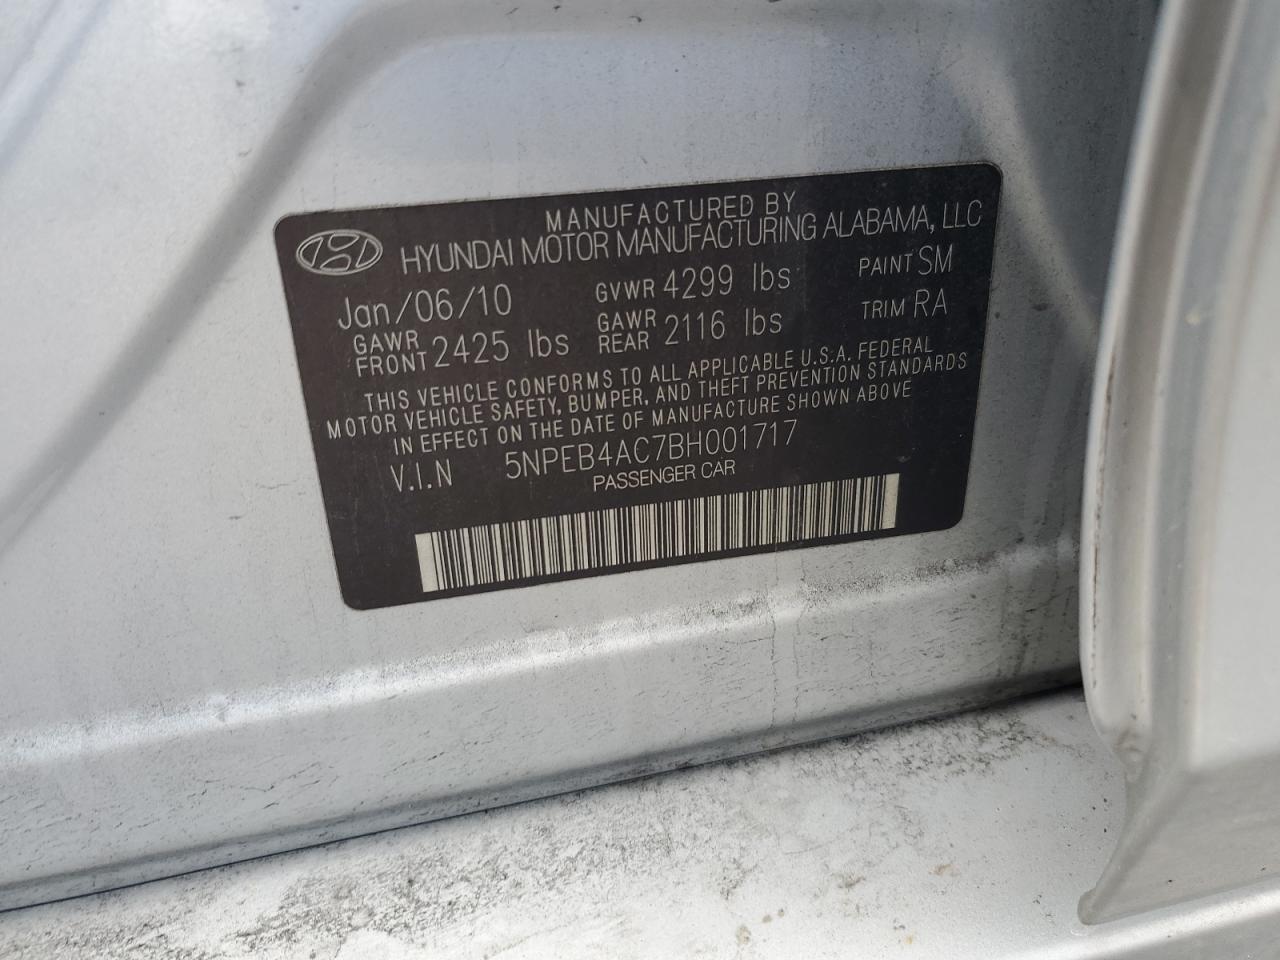 MANUFACTURED BY
HYUNDAI MOTOR MANUFACTURING ALABAMA, LLC
Jan/06/10 GVWR 4299 lbs PAINT SM
GAWR FRONT 2425 lbs GAWR REAR 2116 lbs TRIM RA
THIS VEHICLE CONFORMS TO ALL APPLICABLE U.S.A. FEDERAL
MOTOR VEHICLE SAFETY, BUMPER, AND THEFT PREVENTION STANDARDS
IN EFFECT ON THE DATE OF MANUFACTURE SHOWN ABOVE
V.I.N 5NPEB4AC7BH001717
PASSENGER CAR